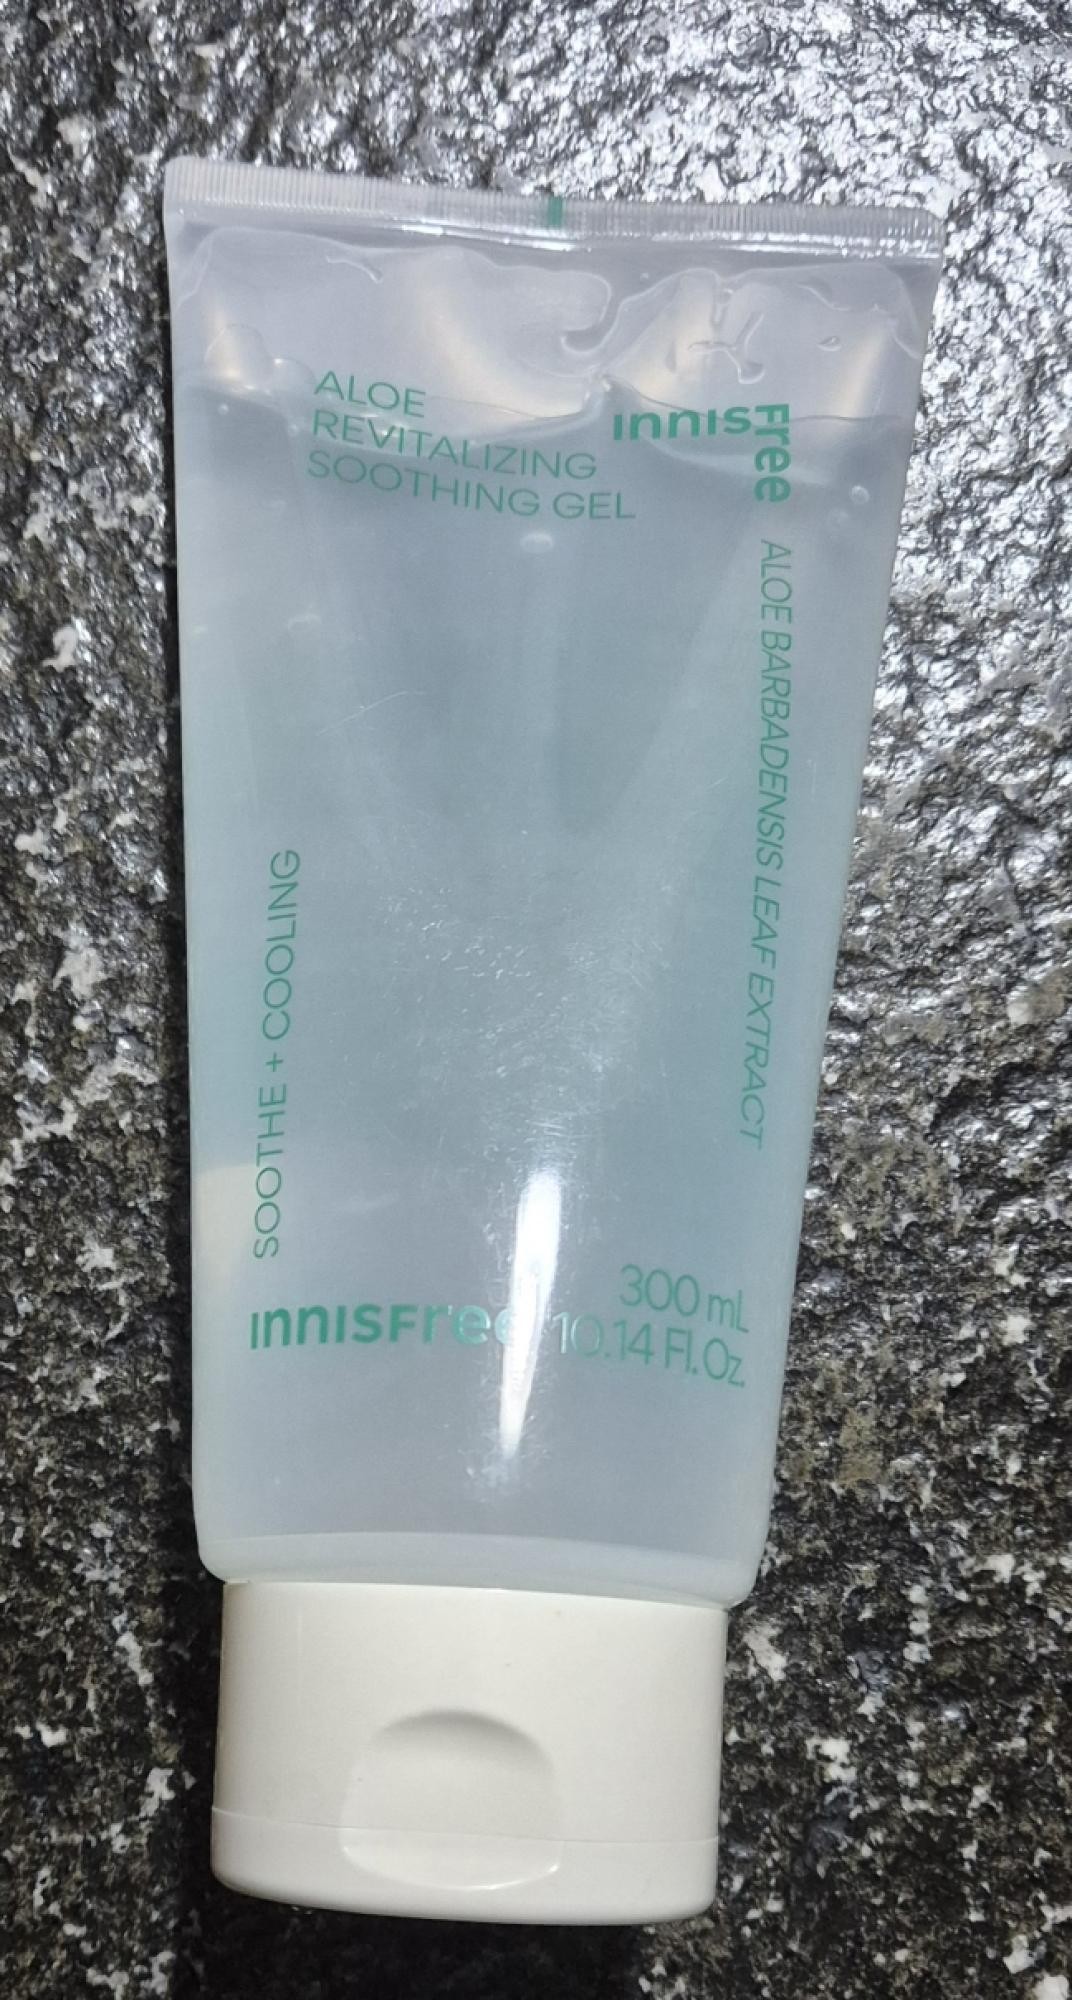 ALOE
REVITALIZING
SOOTHING GEL
INNISFree
ALOE BARBADENSIS LEAF EXTRACT
SOOTHE + COOLING
INNISFree
300 mL
10.14 Fl.Oz.